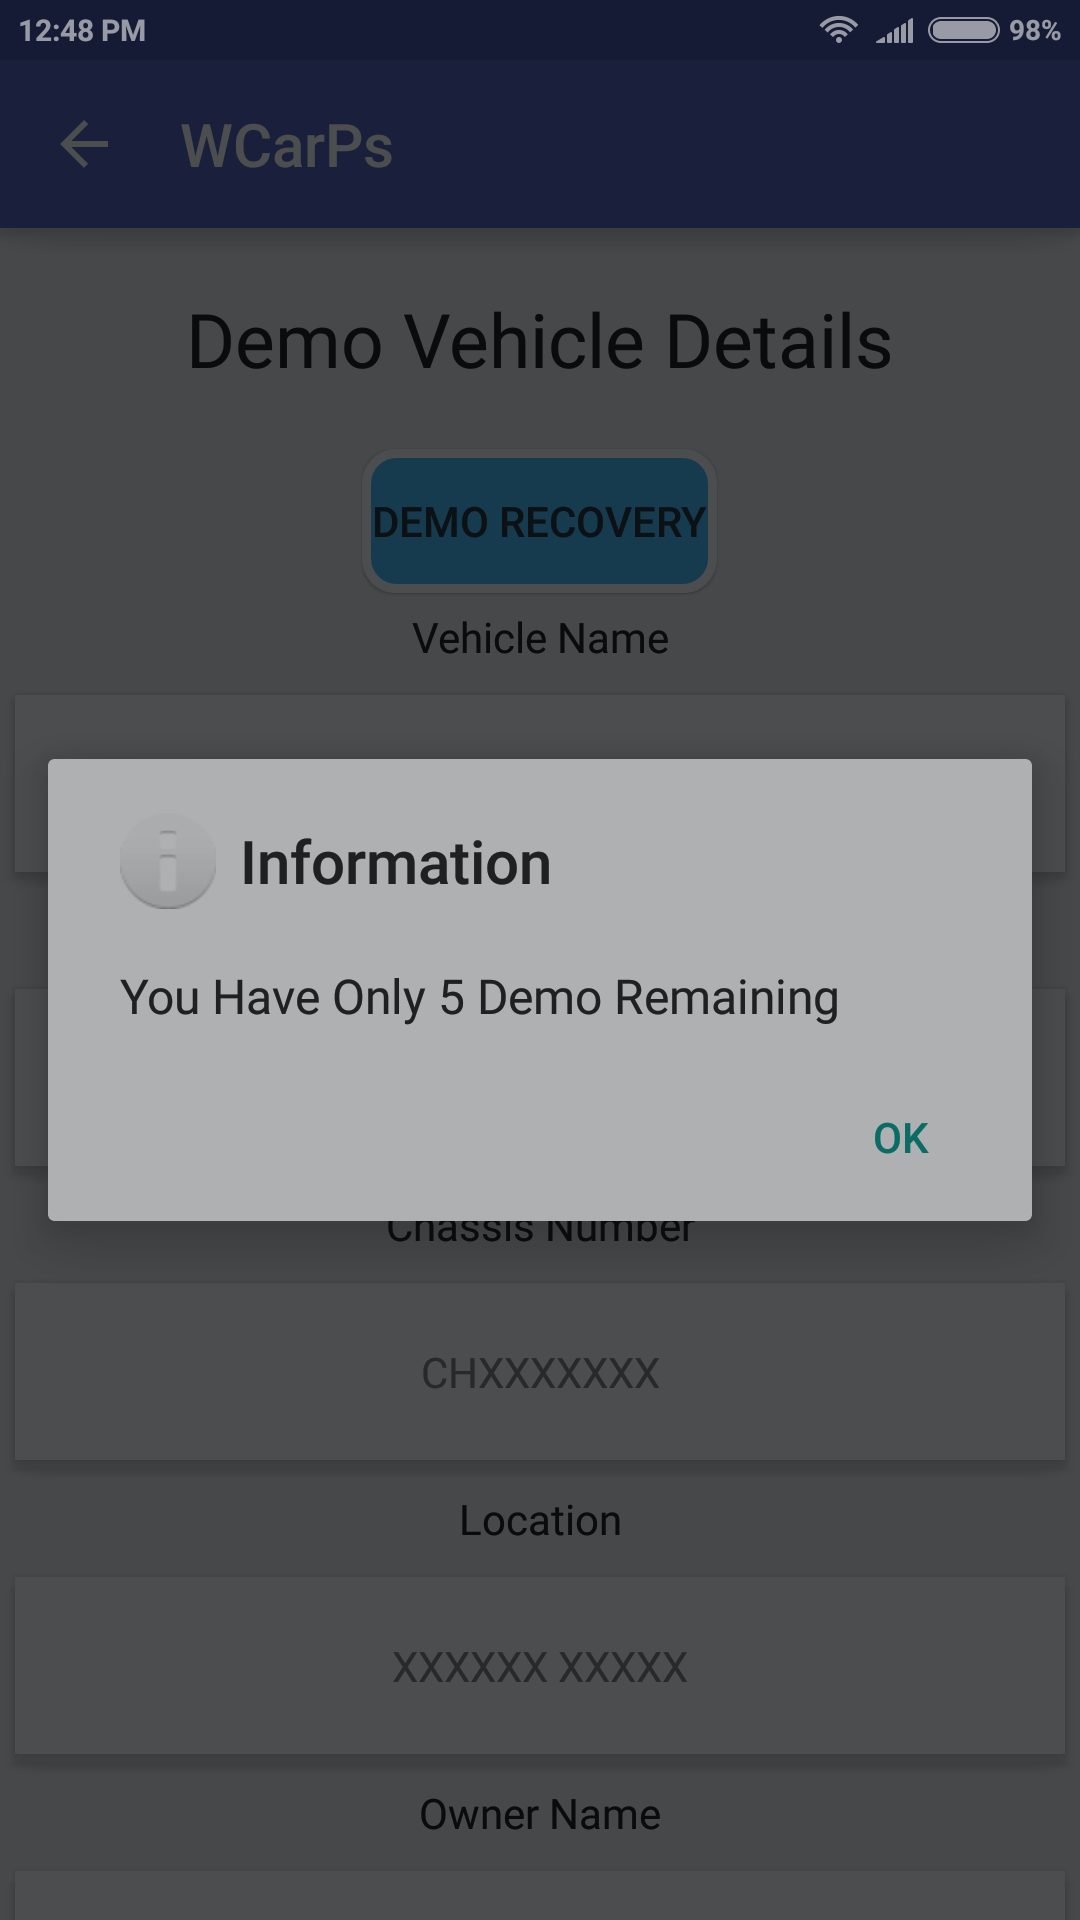 12:48 PM 98%
WCarPs
Demo Vehicle Details
DEMO RECOVERY
Vehicle Name
Information
You Have Only 5 Demo Remaining
OK
Chassis Number
CHXXXXXXX
Location
XXXXXX XXXXX
Owner Name